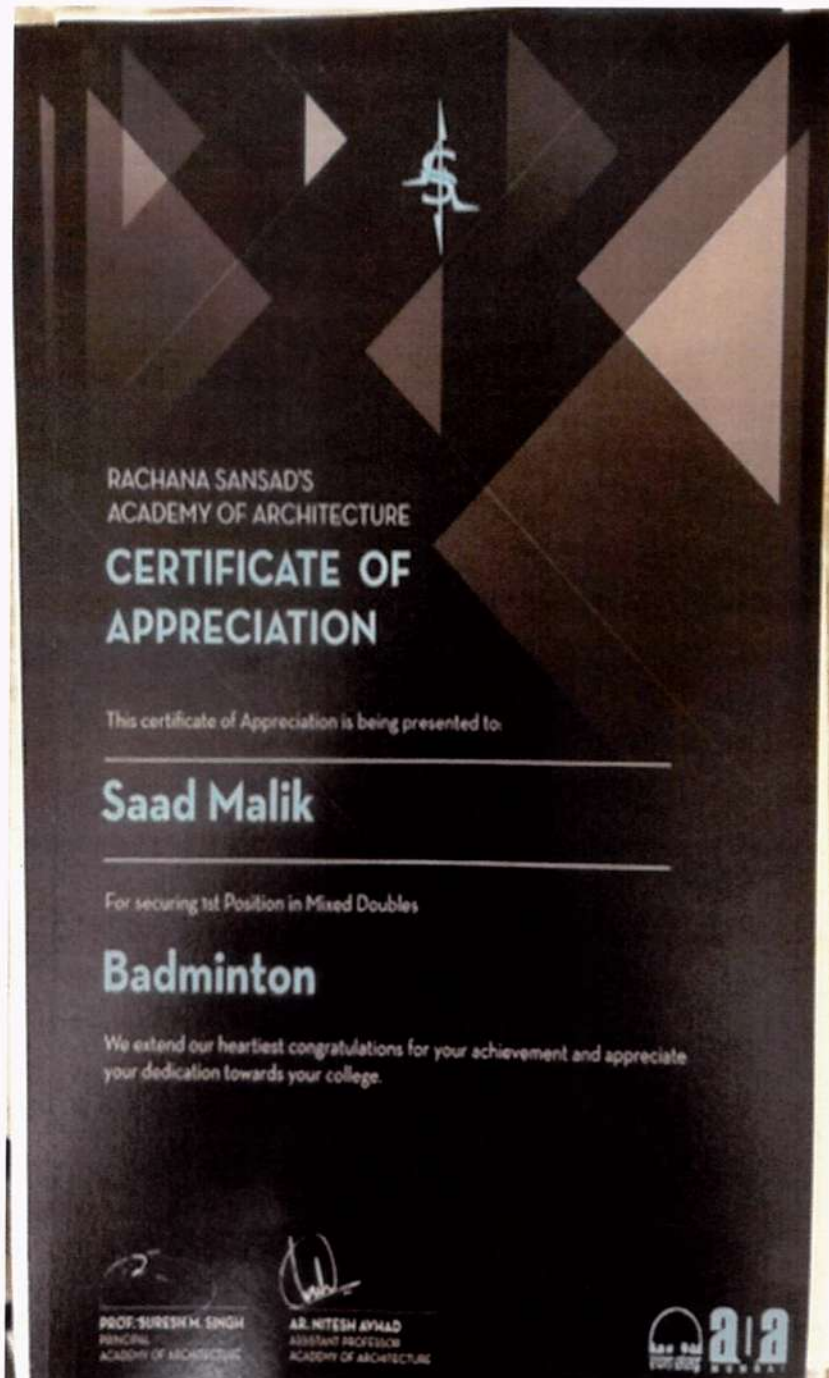 RACHANA SANSAD'S
ACADEMY OF ARCHITECTURE
CERTIFICATE OF
APPRECIATION
This certificate of Appreciation is being presented to:
Saad Malik
For securing 1st Position in Mixed Doubles
Badminton
We extend our heartiest congratulations for your achievement and appreciate
your dedication towards your college.
PROF. SURESH M. SINGH
PRINCIPAL
ACADEMY OF ARCHITECTURE
AR. NITESH AVHAD
ASSISTANT PROFESSOR
ACADEMY OF ARCHITECTURE
a|a
MUMBAI